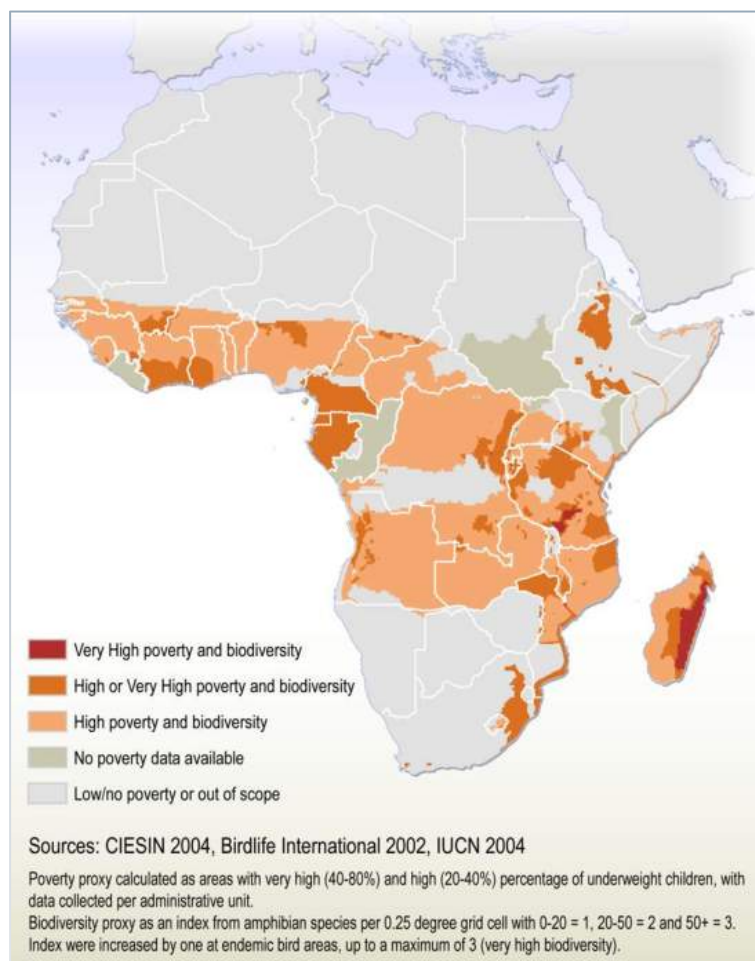 Very High poverty and biodiversity
High or Very High poverty and biodiversity
High poverty and biodiversity
No poverty data available
Low/no poverty or out of scope
Sources: CIESIN 2004, Birdlife International 2002, IUCN 2004
Poverty proxy calculated as areas with very high (40-80%) and high (20-40%) percentage of underweight children, with
data collected per administrative unit.
Biodiversity proxy as an index from amphibian species per 0.25 degree grid cell with 0-20 = 1, 20-50 = 2 and 50+ = 3.
Index were increased by one at endemic bird areas, up to a maximum of 3 (very high biodiversity).